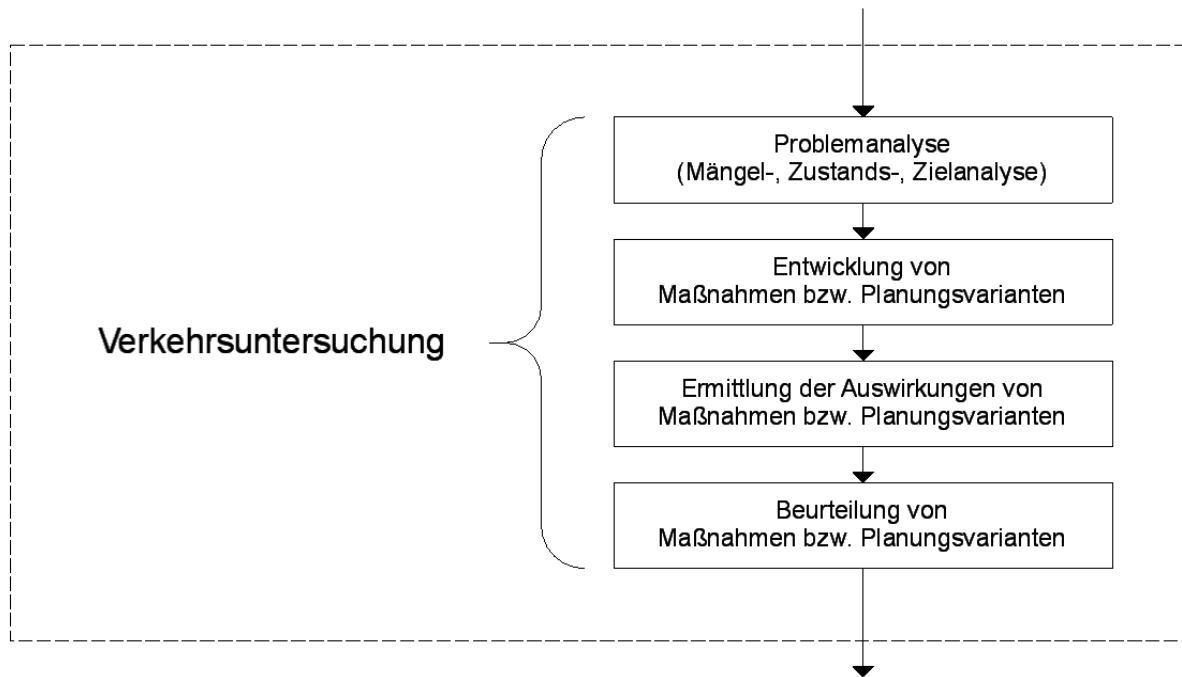 Problemanalyse
(Mängel-, Zustands-, Zielanalyse)
Entwicklung von
Maßnahmen bzw. Planungsvarianten
Verkehrsuntersuchung
Ermittlung der Auswirkungen von
Maßnahmen bzw. Planungsvarianten
Beurteilung von
Maßnahmen bzw. Planungsvarianten